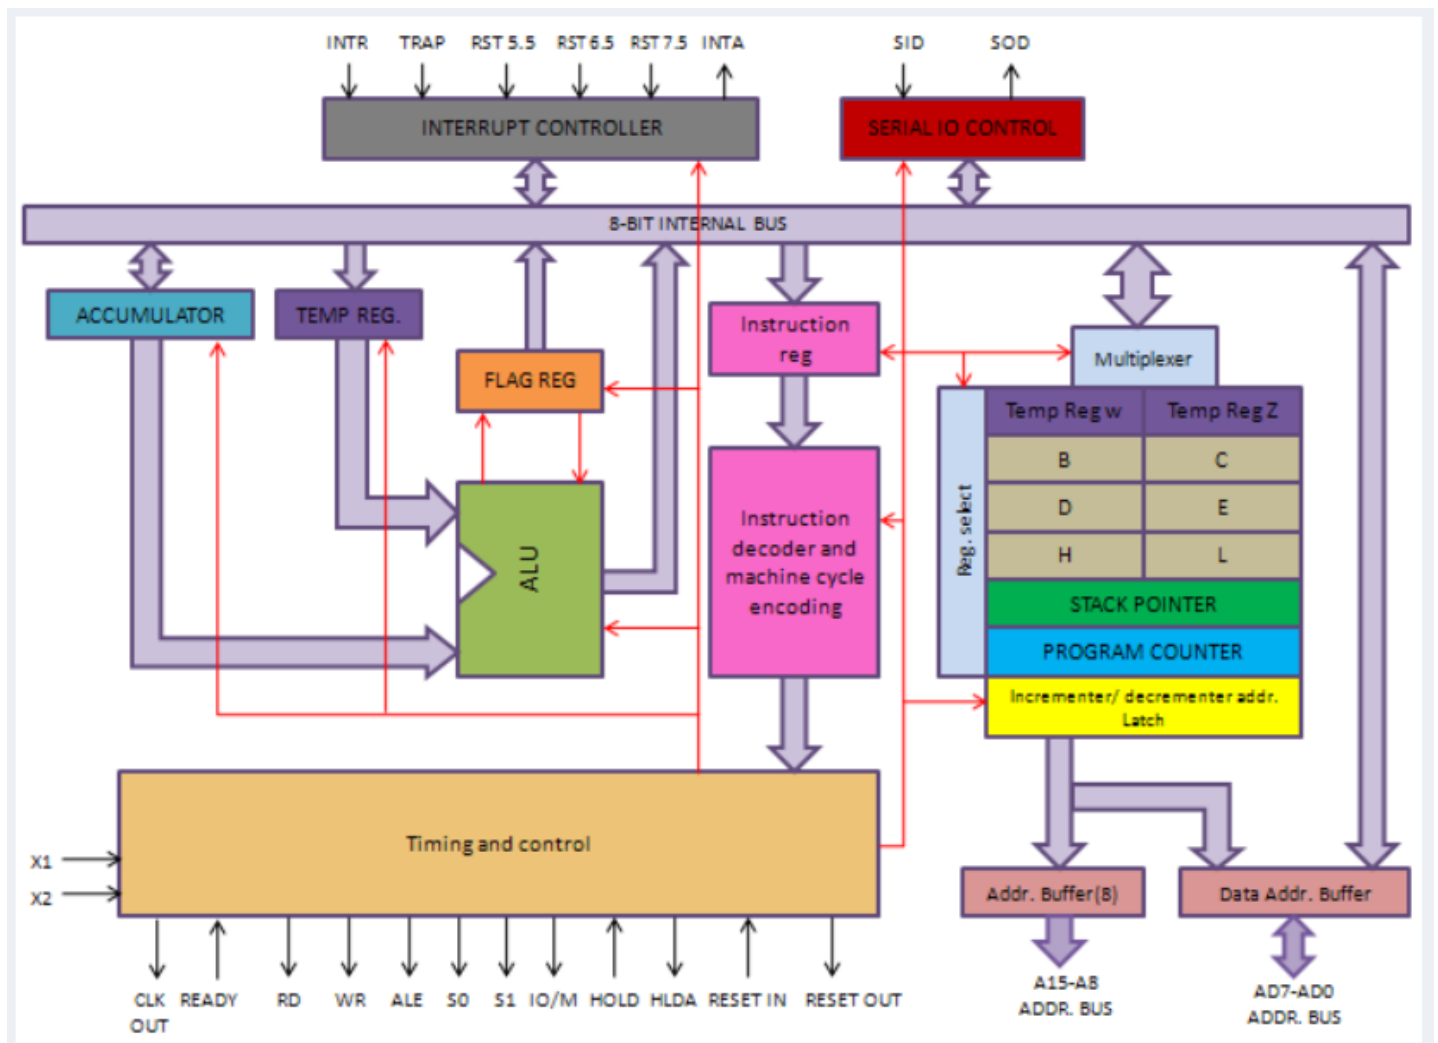 INTR TRAP RST 5.5 RST 6.5 RST 7.5 INTA SID SOD
INTERRUPT CONTROLLER
SERIAL IO CONTROL
8-BIT INTERNAL BUS
ACCUMULATOR
TEMP REG.
FLAG REG
Instruction
reg
Multiplexer
Temp Reg w
Temp Reg Z
B
C
D
E
H
L
Reg. select
STACK POINTER
PROGRAM COUNTER
Incrementer/ decrementer addr.
Latch
ALU
Instruction
decoder and
machine cycle
encoding
Timing and control
X1
X2
Addr. Buffer(8)
Data Addr. Buffer
CLK
OUT
READY
RD
WR
ALE
S0
S1
IO/M
HOLD
HLDA
RESET IN
RESET OUT
A15-A8
ADDR. BUS
AD7-AD0
ADDR. BUS